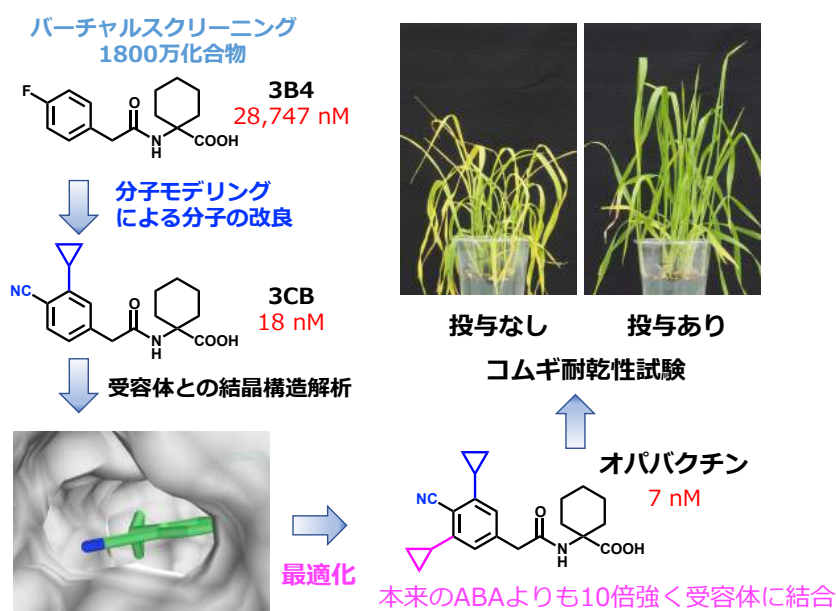 バーチャルスクリーニング
1800万化合物
3B4
28,747 nM
F
O
N
H
COOH
分子モデリング
による分子の改良
NC
3CB
18 nM
O
N
H
COOH
受容体との結晶構造解析
最適化
投与なし
投与あり
コムギ耐乾性試験
オパバクチン
7 nM
NC
O
N
H
COOH
本来のABAよりも10倍強く受容体に結合